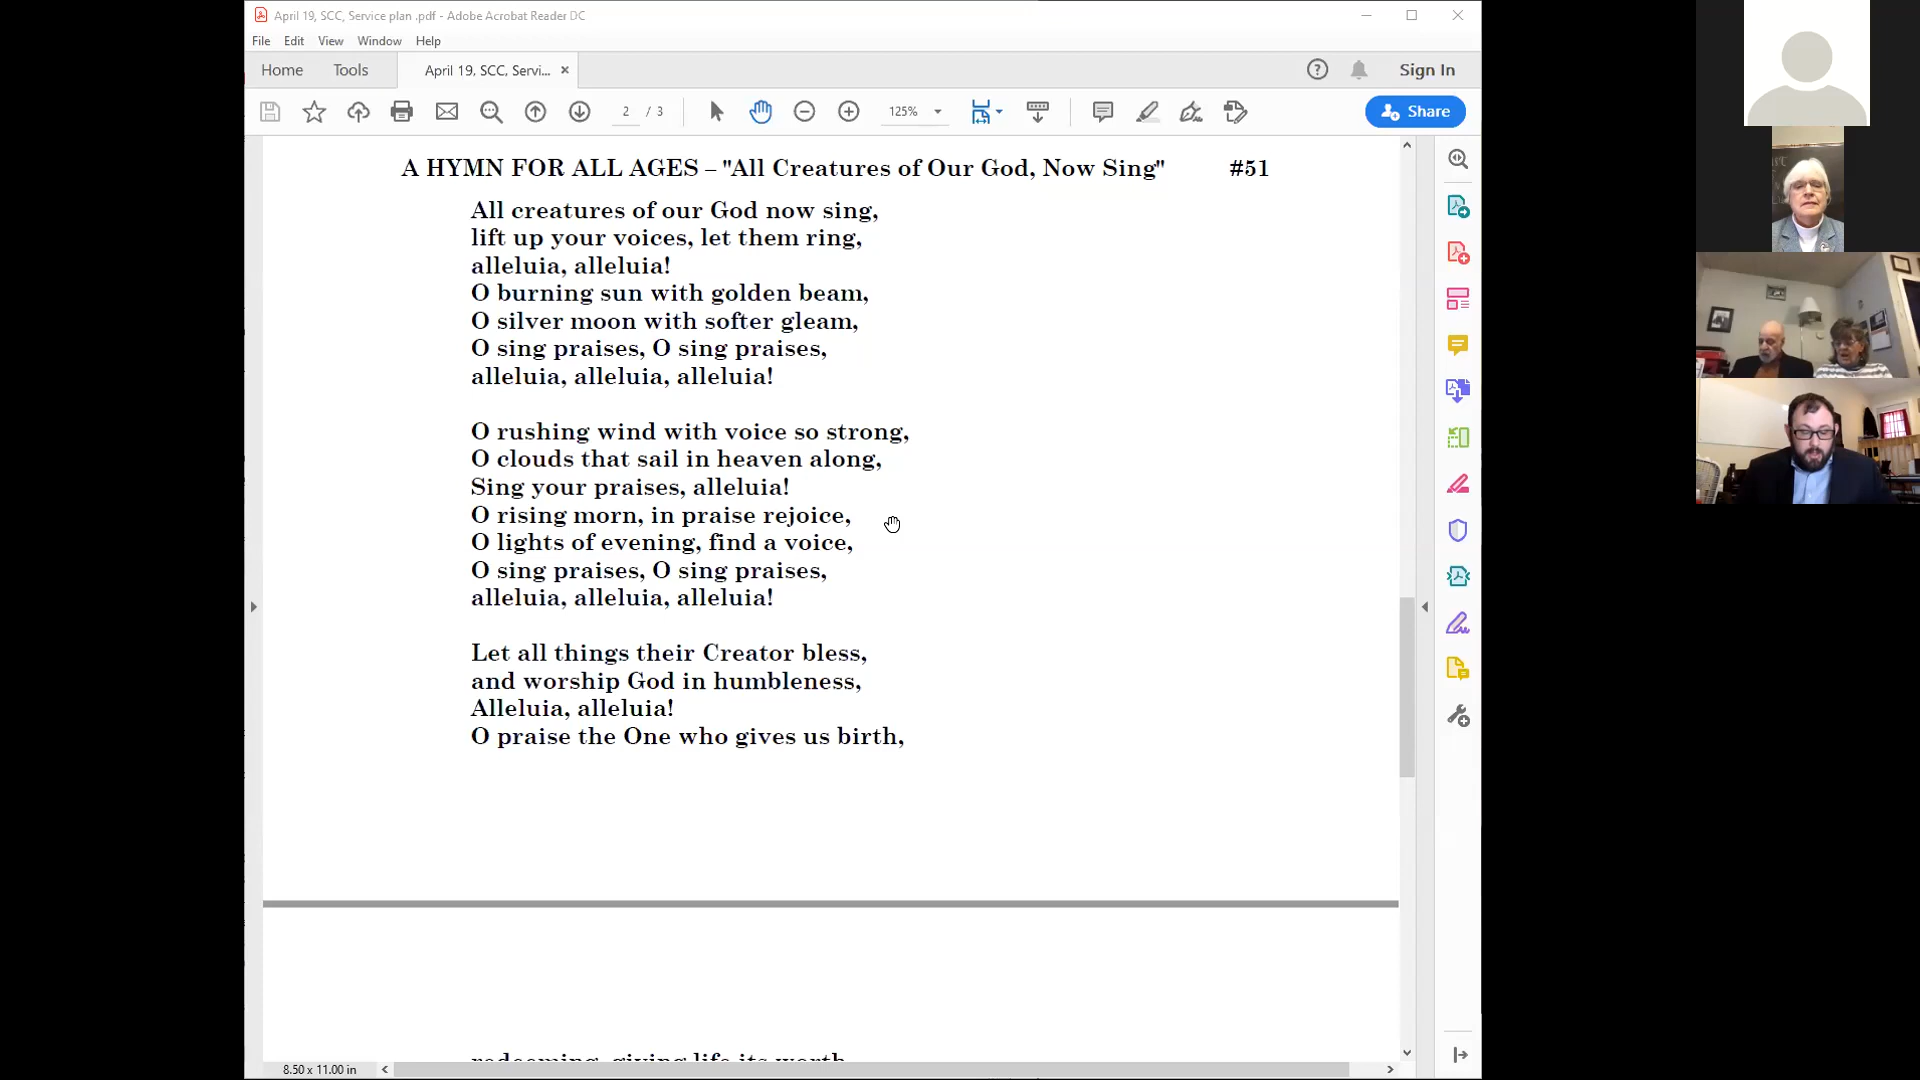 April 19, SCC, Service plan .pdf - Adobe Acrobat Reader DC
File Edit View Window Help
Home Tools April 19, SCC, Servi... Sign In
2 / 3 125% Share
A HYMN FOR ALL AGES – "All Creatures of Our God, Now Sing" #51
All creatures of our God now sing,
lift up your voices, let them ring,
alleluia, alleluia!
O burning sun with golden beam,
O silver moon with softer gleam,
O sing praises, O sing praises,
alleluia, alleluia, alleluia!
O rushing wind with voice so strong,
O clouds that sail in heaven along,
Sing your praises, alleluia!
O rising morn, in praise rejoice,
O lights of evening, find a voice,
O sing praises, O sing praises,
alleluia, alleluia, alleluia!
Let all things their Creator bless,
and worship God in humbleness,
Alleluia, alleluia!
O praise the One who gives us birth,
redeeming, giving life its worth
8.50 x 11.00 in